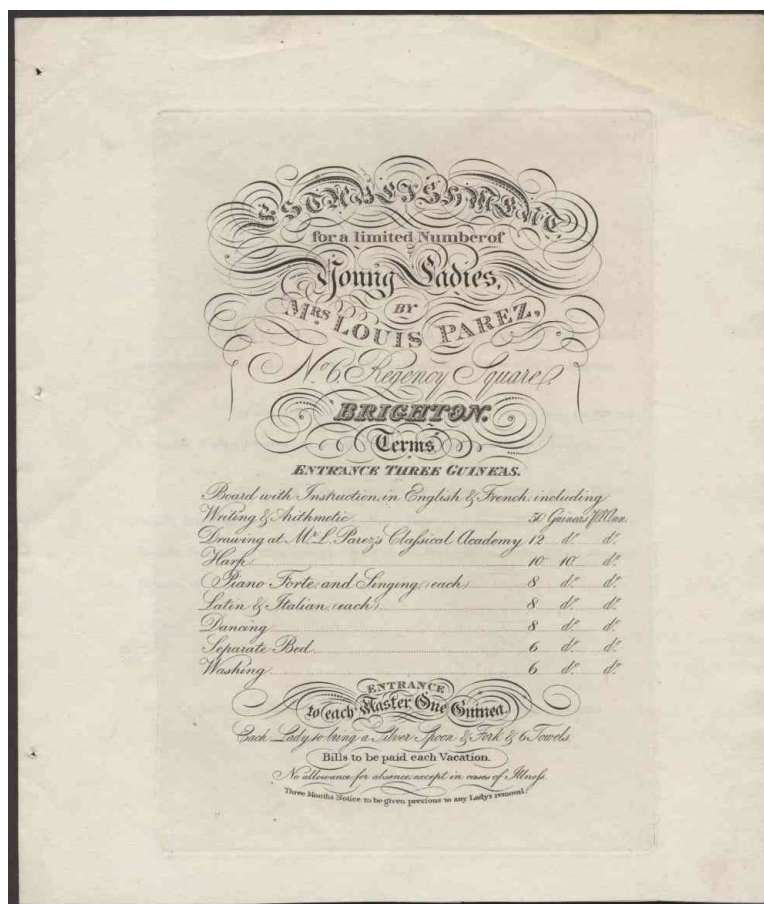 ESTABLISHMENT,
for a limited Number of
Young Ladies,
BY
MRS. LOUIS PAREZ,
No. 6, Regency Square,
BRIGHTON.
Terms
ENTRANCE THREE GUINEAS.
Board with Instruction, in English & French, including
Writing & Arithmetic 50 Guineas Pr. Ann.
Drawing at Mr. L. Parez's Classical Academy 12 do. do.
Harp 10 10 do.
Piano Forte, and Singing, (each) 8 do. do.
Latin & Italian, (each) 8 do. do.
Dancing 8 do. do.
Separate Bed 6 do. do.
Washing 6 do. do.
ENTRANCE
to each Master, One Guinea.
Each Lady to bring a Silver Spoon & Fork & 6 Towels.
Bills to be paid each Vacation.
No allowance for absence except in cases of Illness.
Three Months Notice to be given previous to any Lady's removal.